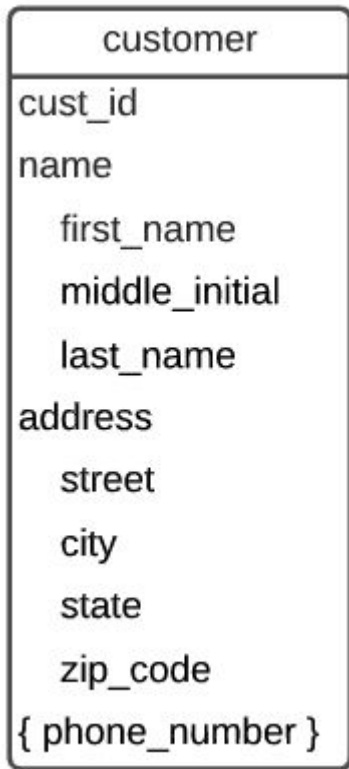 customer
cust_id
name
first_name
middle_initial
last_name
address
street
city
state
zip_code
{ phone_number }